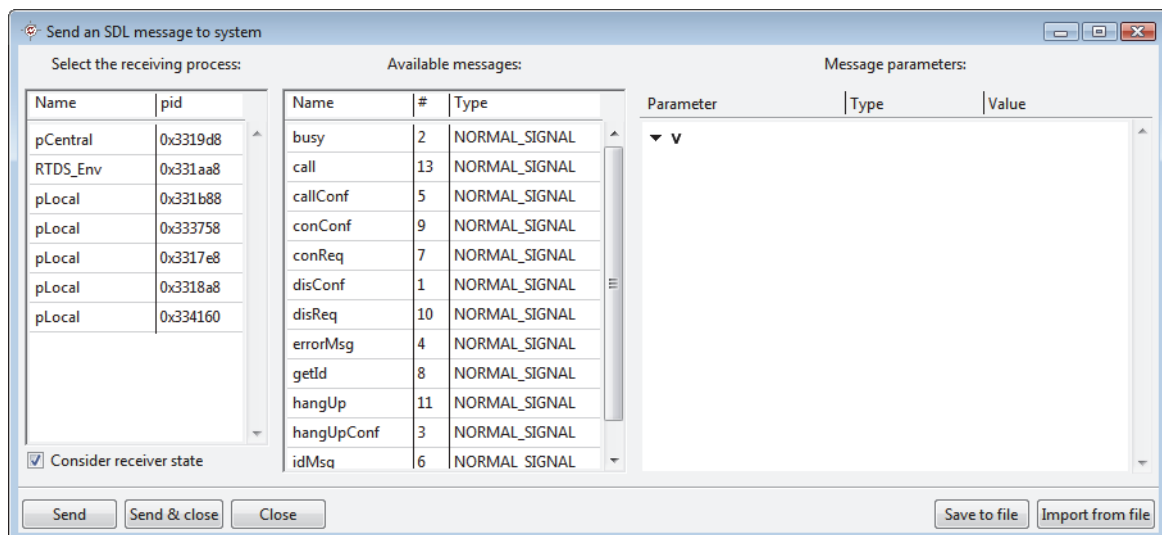 Send an SDL message to system
Select the receiving process:
Available messages:
Message parameters:
Name pid
pCentral 0x3319d8
RTDS_Env 0x331aa8
pLocal 0x331b88
pLocal 0x333758
pLocal 0x3317e8
pLocal 0x3318a8
pLocal 0x334160
Consider receiver state
Name # Type
busy 2 NORMAL_SIGNAL
call 13 NORMAL_SIGNAL
callConf 5 NORMAL_SIGNAL
conConf 9 NORMAL_SIGNAL
conReq 7 NORMAL_SIGNAL
disConf 1 NORMAL_SIGNAL
disReq 10 NORMAL_SIGNAL
errorMsg 4 NORMAL_SIGNAL
getId 8 NORMAL_SIGNAL
hangUp 11 NORMAL_SIGNAL
hangUpConf 3 NORMAL_SIGNAL
idMsg 6 NORMAL_SIGNAL
Parameter Type Value
v
Send Send & close Close Save to file Import from file